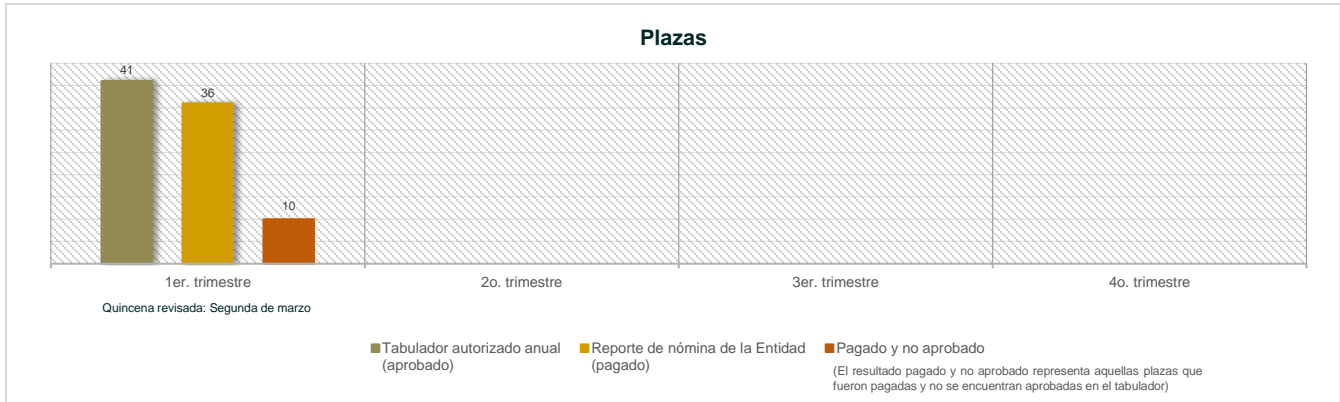 Plazas
41
36
10
1er. trimestre
2o. trimestre
3er. trimestre
4o. trimestre
Quincena revisada: Segunda de marzo
Tabulador autorizado anual
(aprobado)
Reporte de nómina de la Entidad
(pagado)
Pagado y no aprobado
(El resultado pagado y no aprobado representa aquellas plazas que
fueron pagadas y no se encuentran aprobadas en el tabulador)